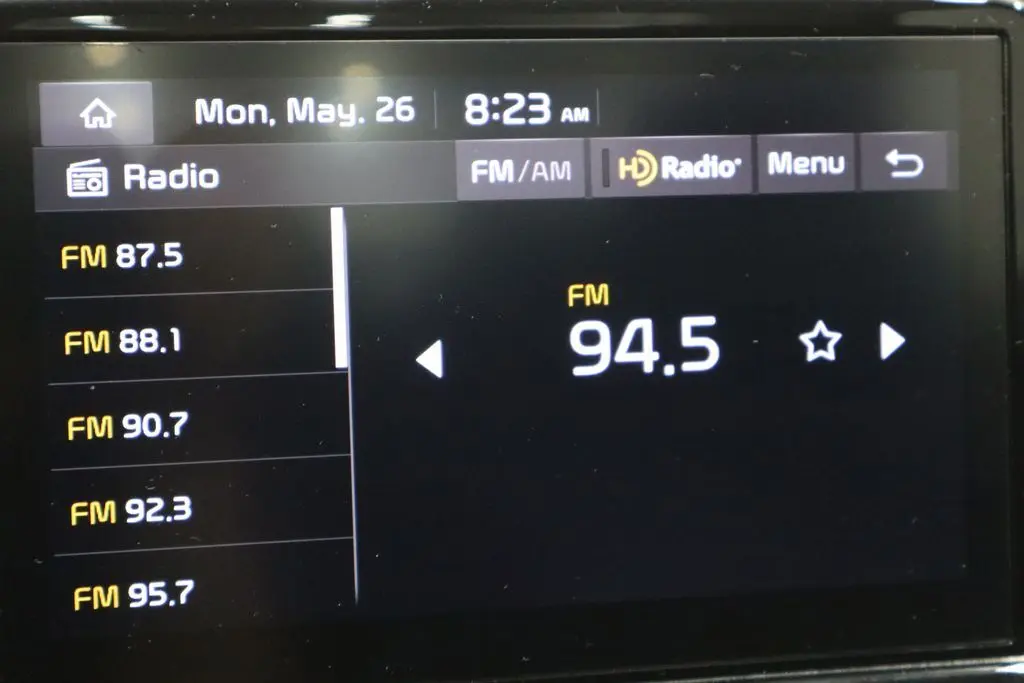 Mon, May. 26 8:23 AM
Radio FM/AM HD Radio Menu
FM 87.5
FM 88.1
FM 90.7
FM 92.3
FM 95.7
FM
94.5